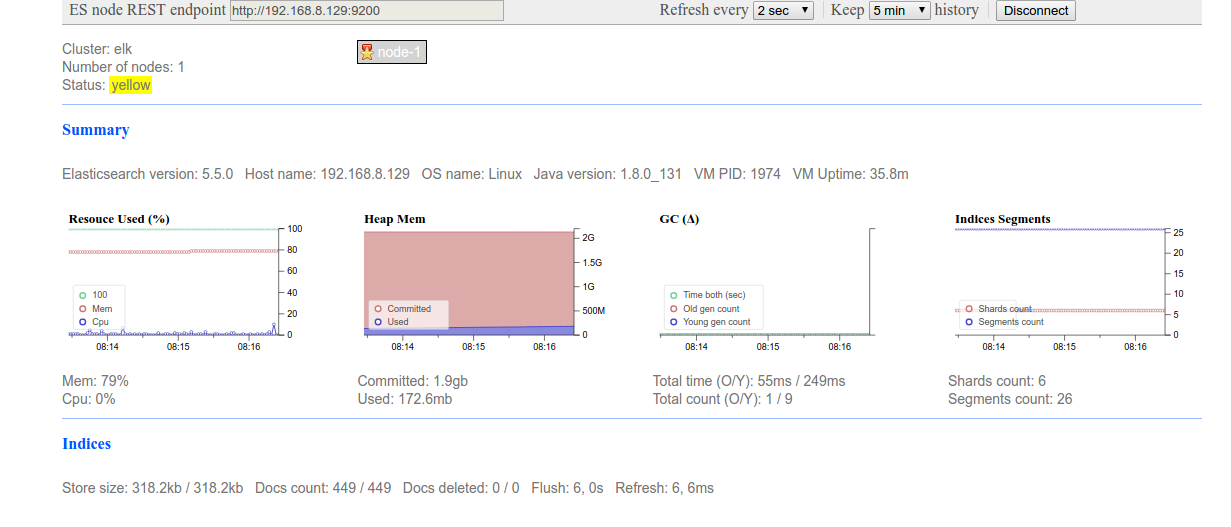 ES node REST endpoint http://192.168.8.129:9200 Refresh every 2 sec Keep 5 min history Disconnect
Cluster: elk
Number of nodes: 1
Status: yellow
node-1
Summary
Elasticsearch version: 5.5.0 Host name: 192.168.8.129 OS name: Linux Java version: 1.8.0_131 VM PID: 1974 VM Uptime: 35.8m
Resouce Used (%)
100
80
60
40
20
0
100
Mem
Cpu
08:14 08:15 08:16
Mem: 79%
Cpu: 0%
Heap Mem
2G
1.5G
1G
500M
0
Committed
Used
08:14 08:15 08:16
Committed: 1.9gb
Used: 172.6mb
GC (Δ)
Time both (sec)
Old gen count
Young gen count
08:14 08:15 08:16
Total time (O/Y): 55ms / 249ms
Total count (O/Y): 1 / 9
Indices Segments
25
20
15
10
5
0
Shards count
Segments count
08:14 08:15 08:16
Shards count: 6
Segments count: 26
Indices
Store size: 318.2kb / 318.2kb Docs count: 449 / 449 Docs deleted: 0 / 0 Flush: 6, 0s Refresh: 6, 6ms